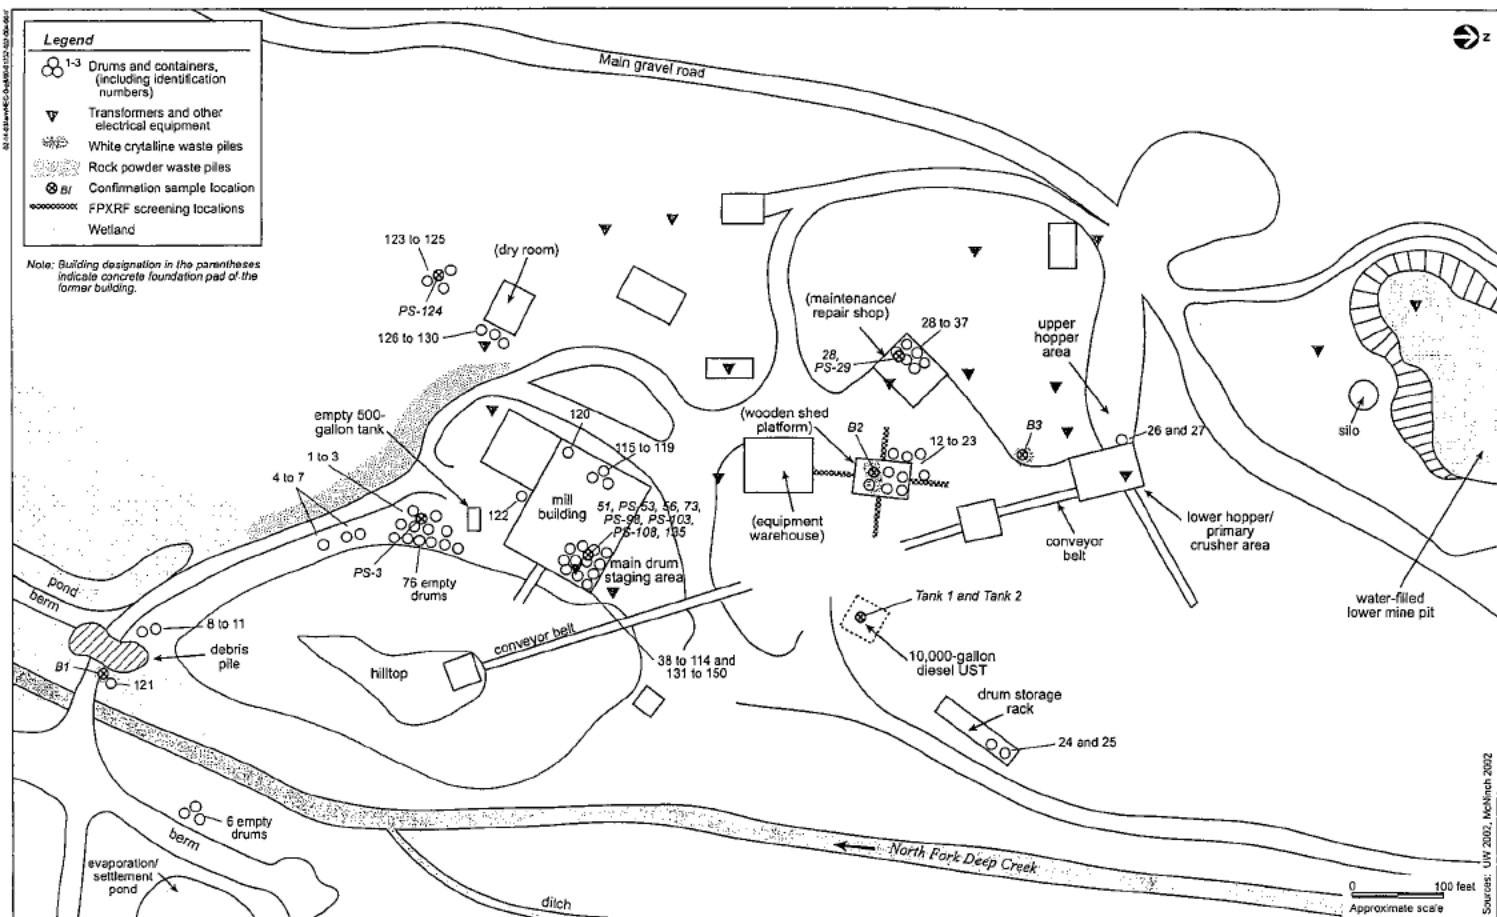 Legend
1-3 Drums and containers,
(including identification
numbers)
Transformers and other
electrical equipment
White crytalline waste piles
Rock powder waste piles
BI Confirmation sample location
FPXRF screening locations
Wetland
Note: Building designation in the parentheses
indicate concrete foundation pad of the
former building.
Main gravel road
Z
123 to 125
(dry room)
PS-124
126 to 130
(maintenance/
repair shop)
28 to 37
28,
PS-29
upper
hopper
area
empty 500-
gallon tank
120
(wooden shed
platform)
B2
12 to 23
B3
26 and 27
silo
1 to 3
115 to 119
4 to 7
122
mill
building
51, PS-53, 56, 73,
PS-98, PS-103,
PS-108, 135
(equipment
warehouse)
conveyor
belt
lower hopper/
primary
crusher area
PS-3
76 empty
drums
main drum
staging area
pond
berm
Tank 1 and Tank 2
water-filled
lower mine pit
8 to 11
debris
pile
conveyor belt
hilltop
38 to 114 and
131 to 150
10,000-gallon
diesel UST
B1
121
drum storage
rack
24 and 25
6 empty
drums
berm
evaporation/
settlement
pond
ditch
North Fork Deep Creek
0 100 feet
Approximate scale
Sources: UW 2002, McNinch 2002